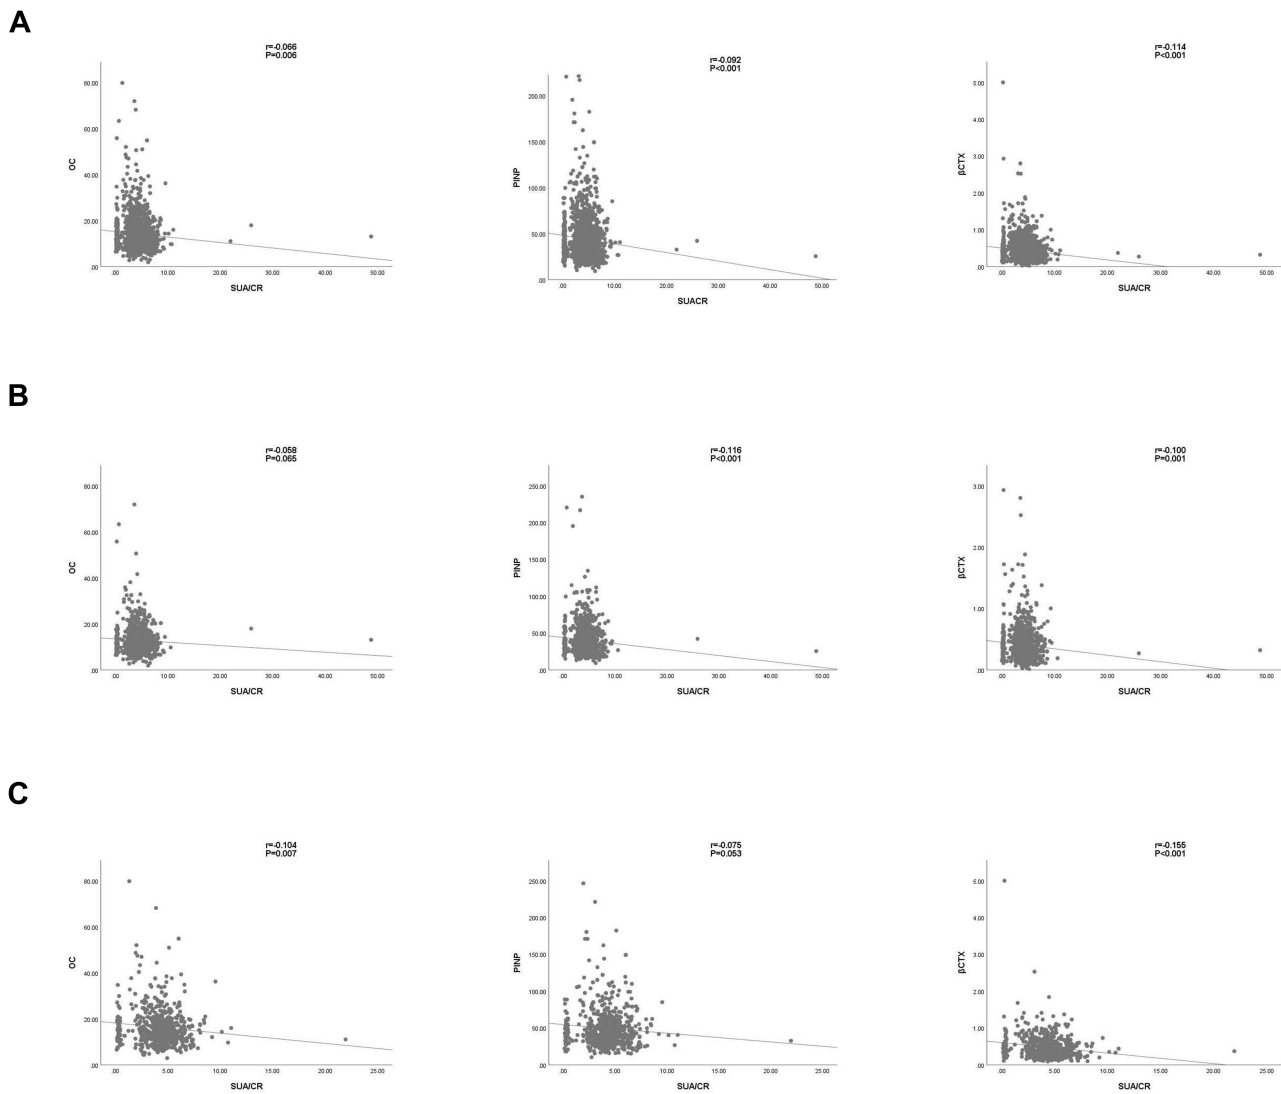 A
r=-0.066
P=0.006
80.00
60.00
40.00
20.00
.00
OC
.00 10.00 20.00 30.00 40.00 50.00
SUA/CR
r=-0.092
P<0.001
200.00
150.00
100.00
50.00
.00
PINP
.00 10.00 20.00 30.00 40.00 50.00
SUACR
r=-0.114
P<0.001
5.00
4.00
3.00
2.00
1.00
.00
βCTX
.00 10.00 20.00 30.00 40.00 50.00
SUA/CR
B
r=-0.058
P=0.065
80.00
60.00
40.00
20.00
.00
OC
.00 10.00 20.00 30.00 40.00 50.00
SUA/CR
r=-0.116
P<0.001
250.00
200.00
150.00
100.00
50.00
.00
PINP
.00 10.00 20.00 30.00 40.00 50.00
SUA/CR
r=-0.100
P=0.001
3.00
2.00
1.00
.00
βCTX
.00 10.00 20.00 30.00 40.00 50.00
SUA/CR
C
r=-0.104
P=0.007
80.00
60.00
40.00
20.00
.00
OC
.00 5.00 10.00 15.00 20.00 25.00
SUA/CR
r=-0.075
P=0.053
250.00
200.00
150.00
100.00
50.00
.00
PINP
.00 5.00 10.00 15.00 20.00 25.00
SUA/CR
r=-0.155
P<0.001
5.00
4.00
3.00
2.00
1.00
.00
βCTX
.00 5.00 10.00 15.00 20.00 25.00
SUA/CR